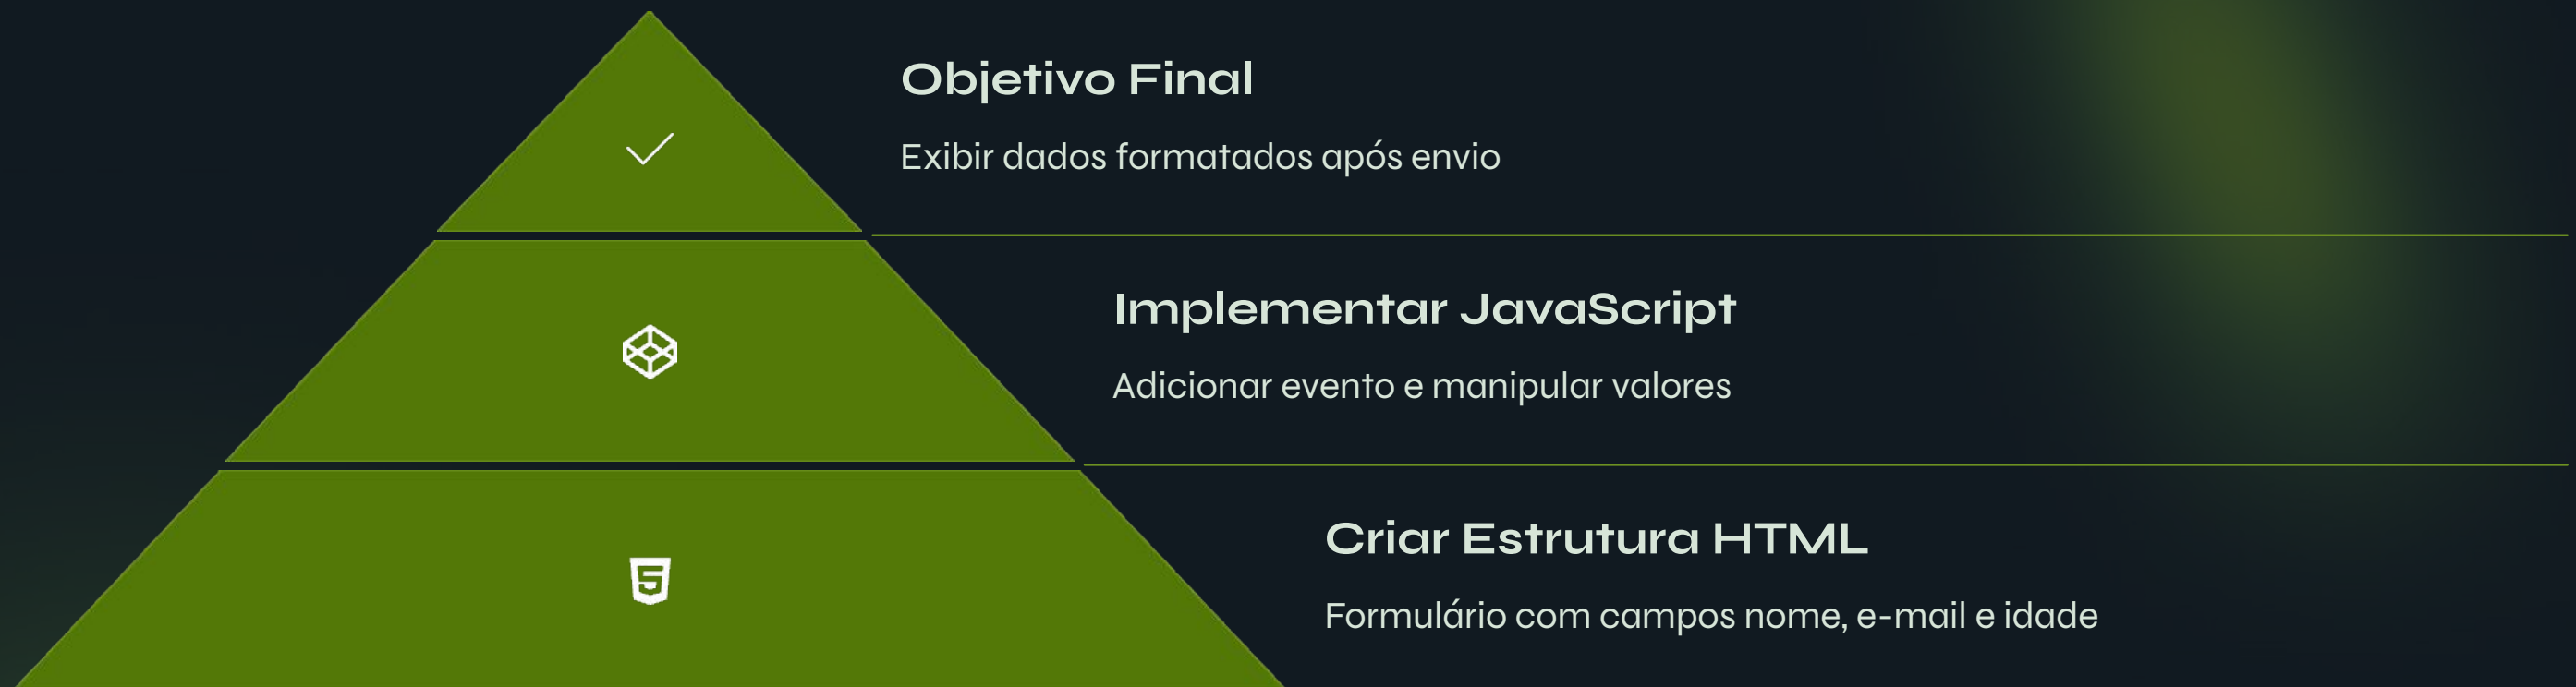 Objetivo Final
Exibir dados formatados após envio
Implementar JavaScript
Adicionar evento e manipular valores
Criar Estrutura HTML
Formulário com campos nome, e-mail e idade